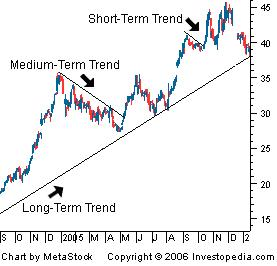 Short-Term Trend
Medium-Term Trend
Long-Term Trend
45
40
35
30
25
20
15
S O N D 2005 M A M J J A S O N D 2
Chart by MetaStock Copyright © 2006 Investopedia.com